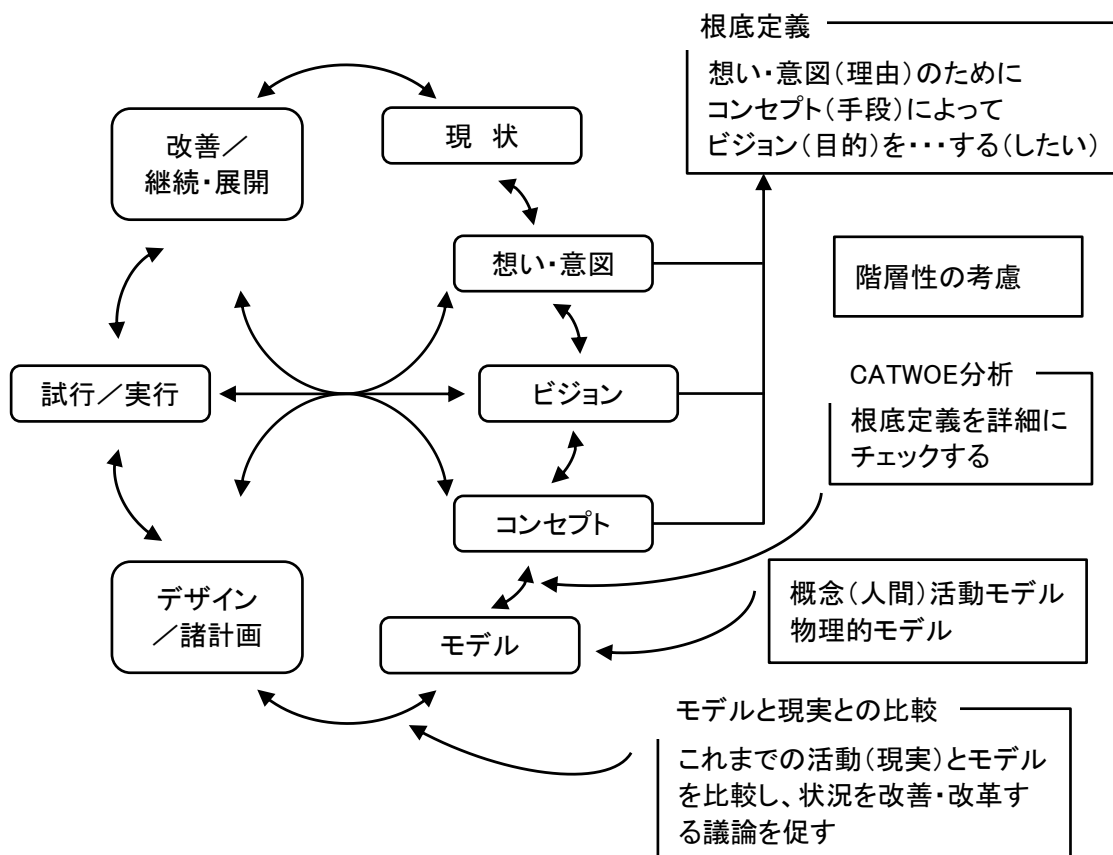 根底定義
想い・意図(理由)のために
コンセプト(手段)によって
ビジョン(目的)を・・・する(したい)
改善／
継続・展開
現 状
想い・意図
階層性の考慮
試行／実行
ビジョン
CATWOE分析
根底定義を詳細に
チェックする
コンセプト
デザイン
／諸計画
モデル
概念(人間)活動モデル
物理的モデル
モデルと現実との比較
これまでの活動(現実)とモデル
を比較し、状況を改善・改革す
る議論を促す